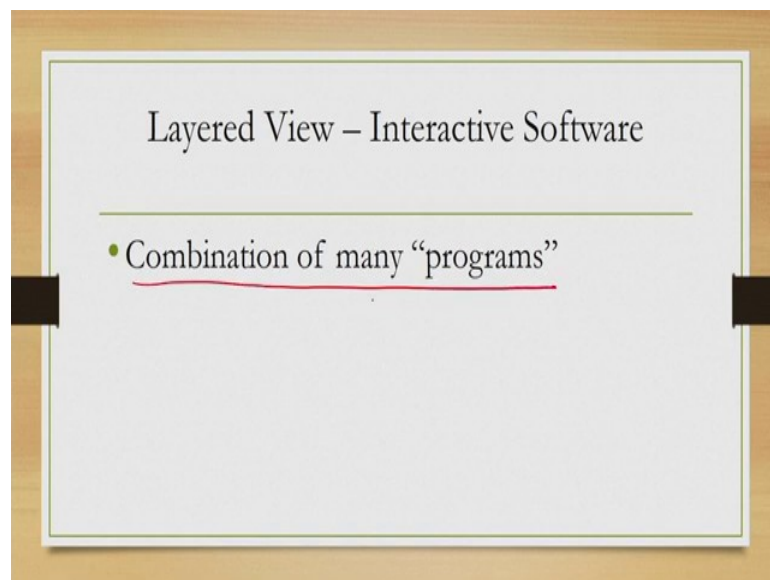 Layered View – Interactive Software
• Combination of many “programs”